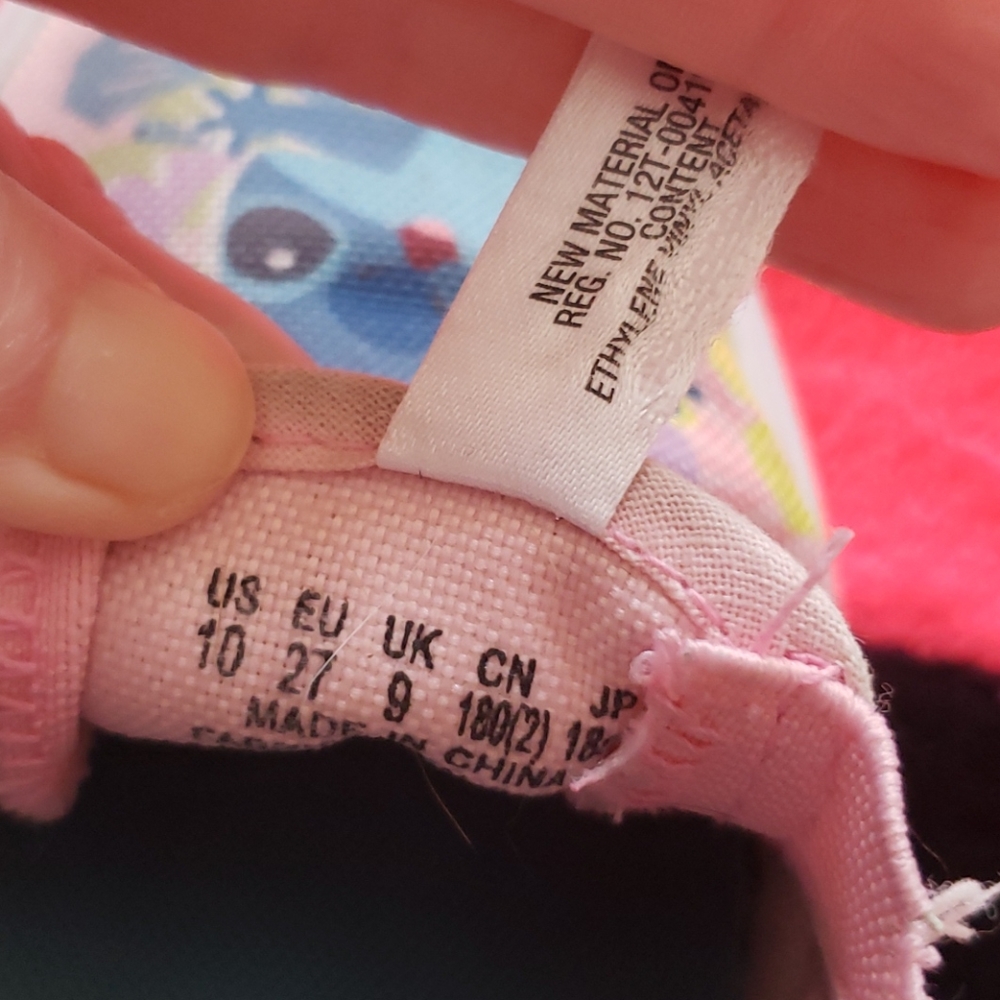 NEW MATERIAL
REG. NO. 12T-0041
CONTENT
ETHYLENE VINYL
US EU UK CN JP
10 27 9 180(2)
MADE IN CHINA